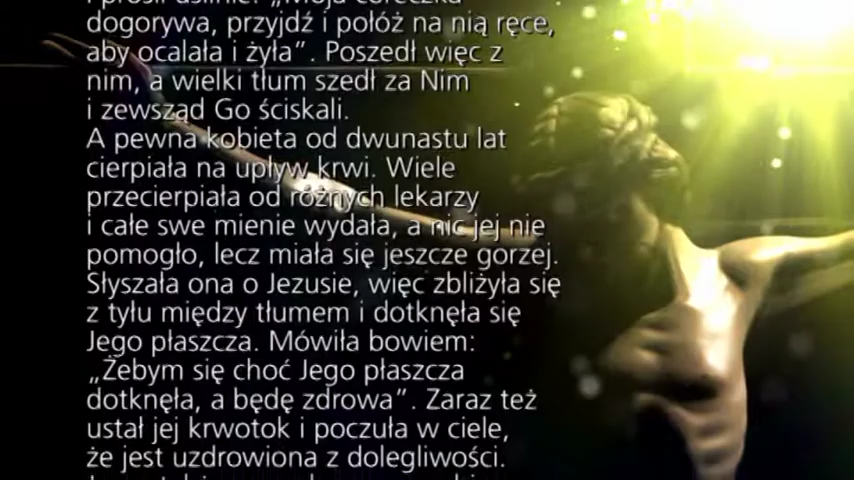 i prosił usilnie: „Moja córeczka
dogorywa, przyjdź i połóż na nią ręce,
aby ocalała i żyła”. Poszedł więc z
nim, a wielki tłum szedł za Nim
i zewsząd Go ściskali.
A pewna kobieta od dwunastu lat
cierpiała na upływ krwi. Wiele
przecierpiała od różnych lekarzy
i całe swe mienie wydała, a nic jej nie
pomogło, lecz miała się jeszcze gorzej.
Słyszała ona o Jezusie, więc zbliżyła się
z tyłu między tłumem i dotknęła się
Jego płaszcza. Mówiła bowiem:
„Żebym się choć Jego płaszcza
dotknęła, a będę zdrowa”. Zaraz też
ustał jej krwotok i poczuła w ciele,
że jest uzdrowiona z dolegliwości.